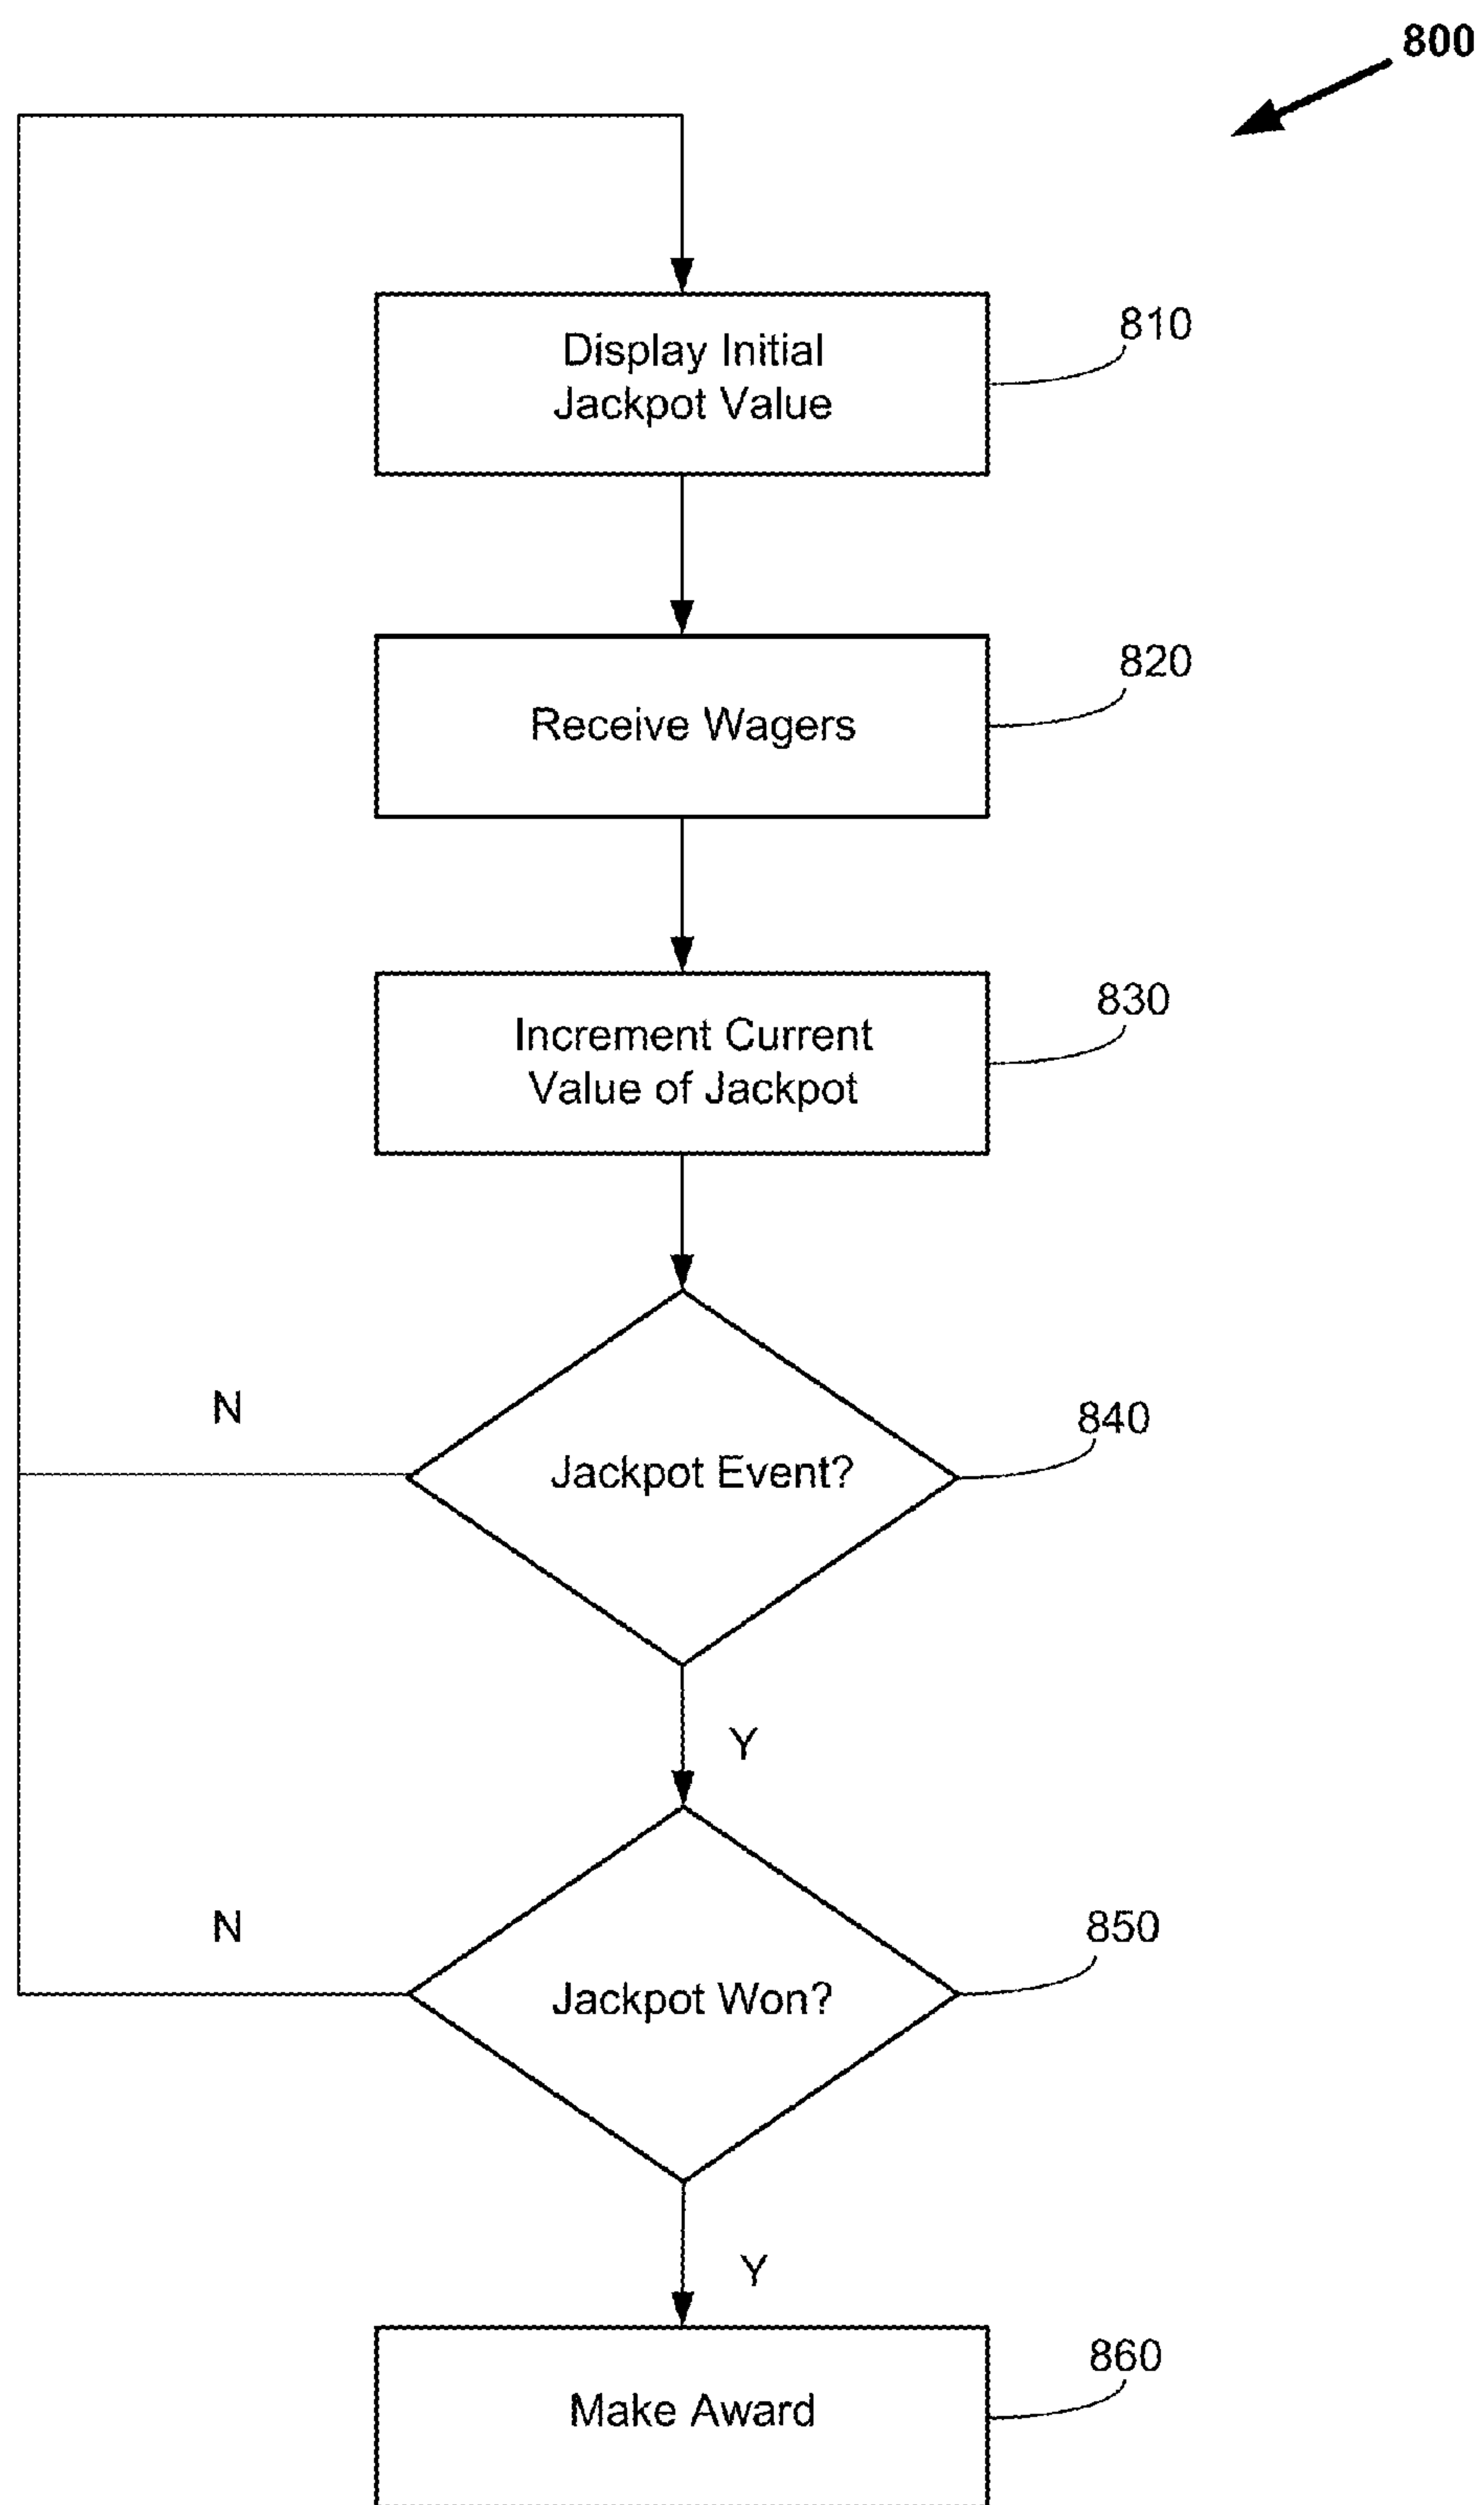 800
Display Initial
Jackpot Value
810
Receive Wagers
820
Increment Current
Value of Jackpot
830
Jackpot Event?
840
N
Y
Jackpot Won?
850
N
Y
Make Award
860